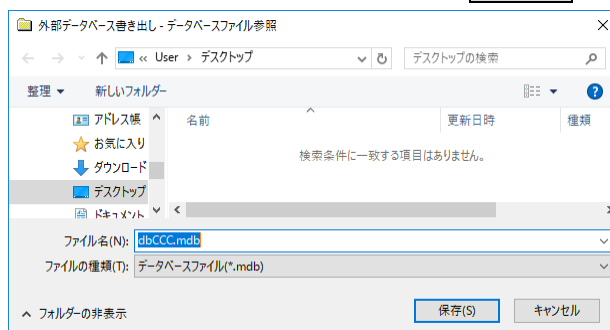 外部データベース書き出し - データベースファイル参照
« User › デスクトップ
デスクトップの検索
整理
新しいフォルダー
名前
更新日時
種類
検索条件に一致する項目はありません。
アドレス帳
お気に入り
ダウンロード
デスクトップ
ドキュメント
ファイル名(N): dbCCC.mdb
ファイルの種類(T): データベースファイル(*.mdb)
フォルダーの非表示
保存(S)
キャンセル